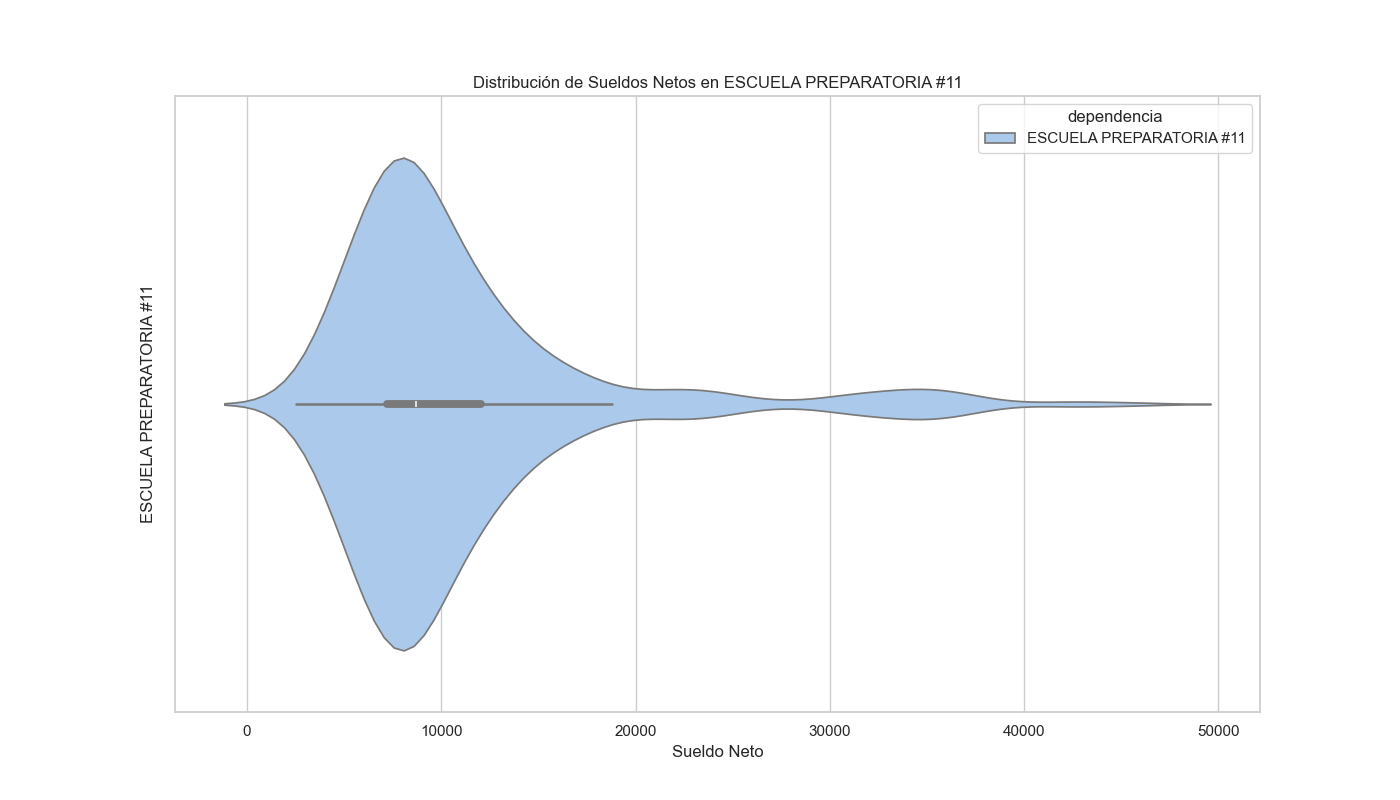 Distribución de Sueldos Netos en ESCUELA PREPARATORIA #11
dependencia
ESCUELA PREPARATORIA #11
ESCUELA PREPARATORIA #11
0
10000
20000
30000
40000
50000
Sueldo Neto